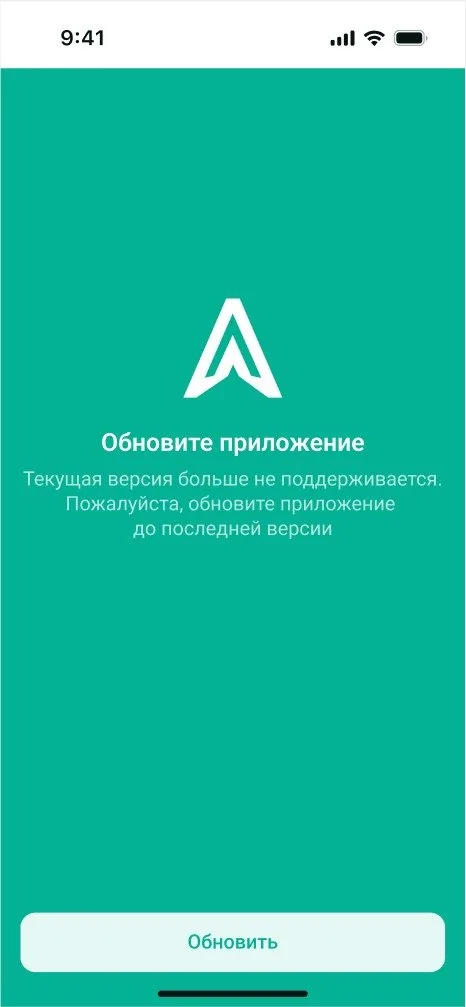 9:41
Обновите приложение
Текущая версия больше не поддерживается.
Пожалуйста, обновите приложение
до последней версии
Обновить